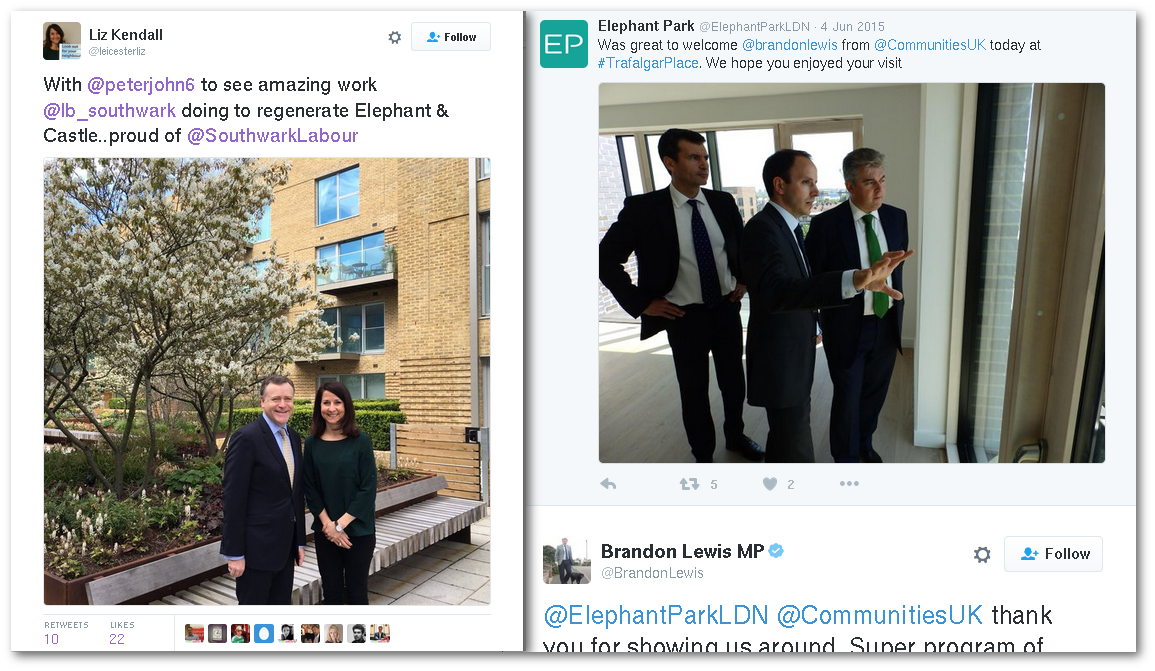 Liz Kendall
@leicesterliz
Follow
With @peterjohn6 to see amazing work
@lb_southwark doing to regenerate Elephant &
Castle..proud of @SouthwarkLabour
RETWEETS LIKES
10 22
EP
Elephant Park @ElephantParkLDN · 4 Jun 2015
Was great to welcome @brandonlewis from @CommunitiesUK today at
#TrafalgarPlace. We hope you enjoyed your visit
5 2
Brandon Lewis MP
@BrandonLewis
Follow
@ElephantParkLDN @CommunitiesUK thank
you for showing us around. Super program of